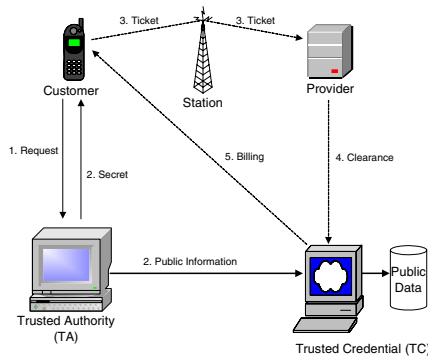 3. Ticket
3. Ticket
Customer
Station
Provider
1. Request
2. Secret
5. Billing
4. Clearance
2. Public Information
Public
Data
Trusted Authority
(TA)
Trusted Credential (TC)